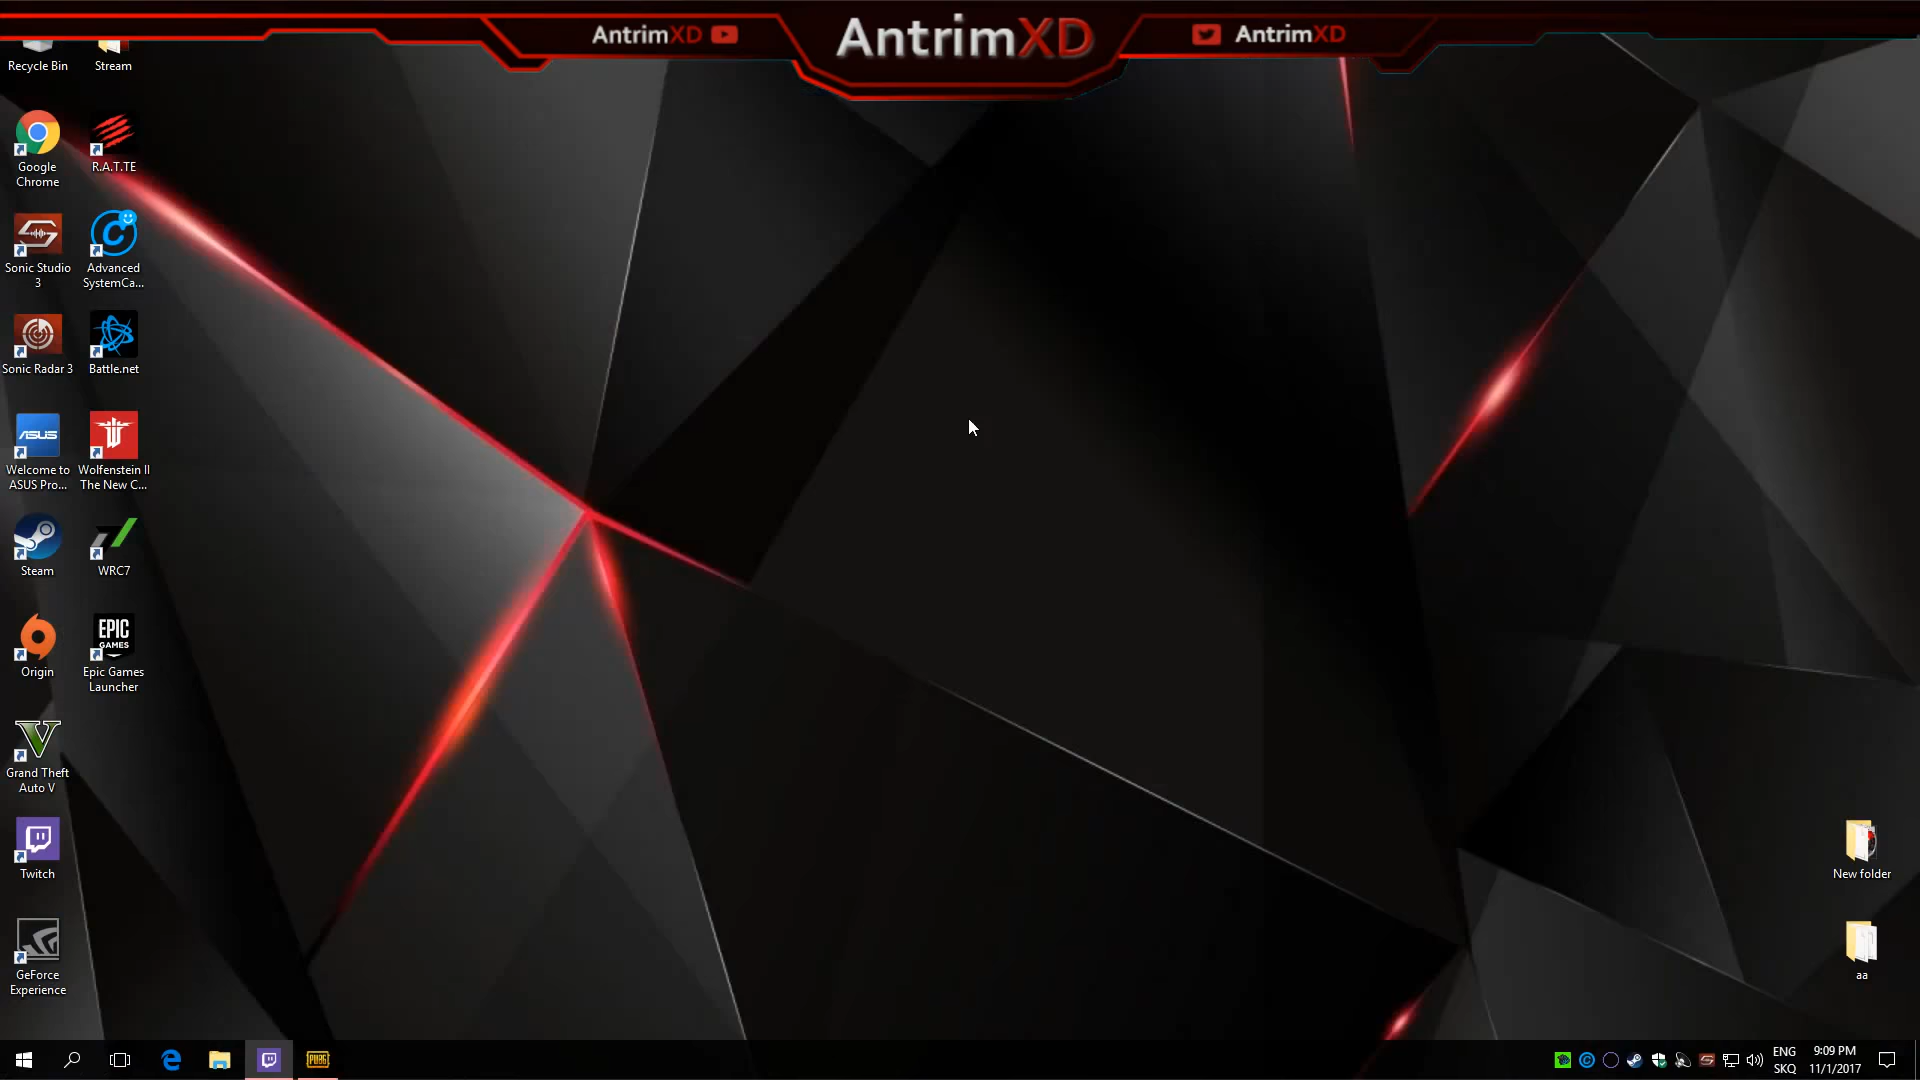 AntrimXD
AntrimXD
AntrimXD
Recycle Bin
Stream
Google
Chrome
R.A.T.TE
Sonic Studio
3
Advanced
SystemCa...
Sonic Radar 3
Battle.net
ASUS
Welcome to
ASUS Pro...
Wolfenstein II
The New C...
Steam
WRC7
Origin
EPIC
GAMES
Epic Games
Launcher
V
Grand Theft
Auto V
Twitch
GeForce
Experience
New folder
aa
PUBG
ENG
SKQ
9:09 PM
11/1/2017